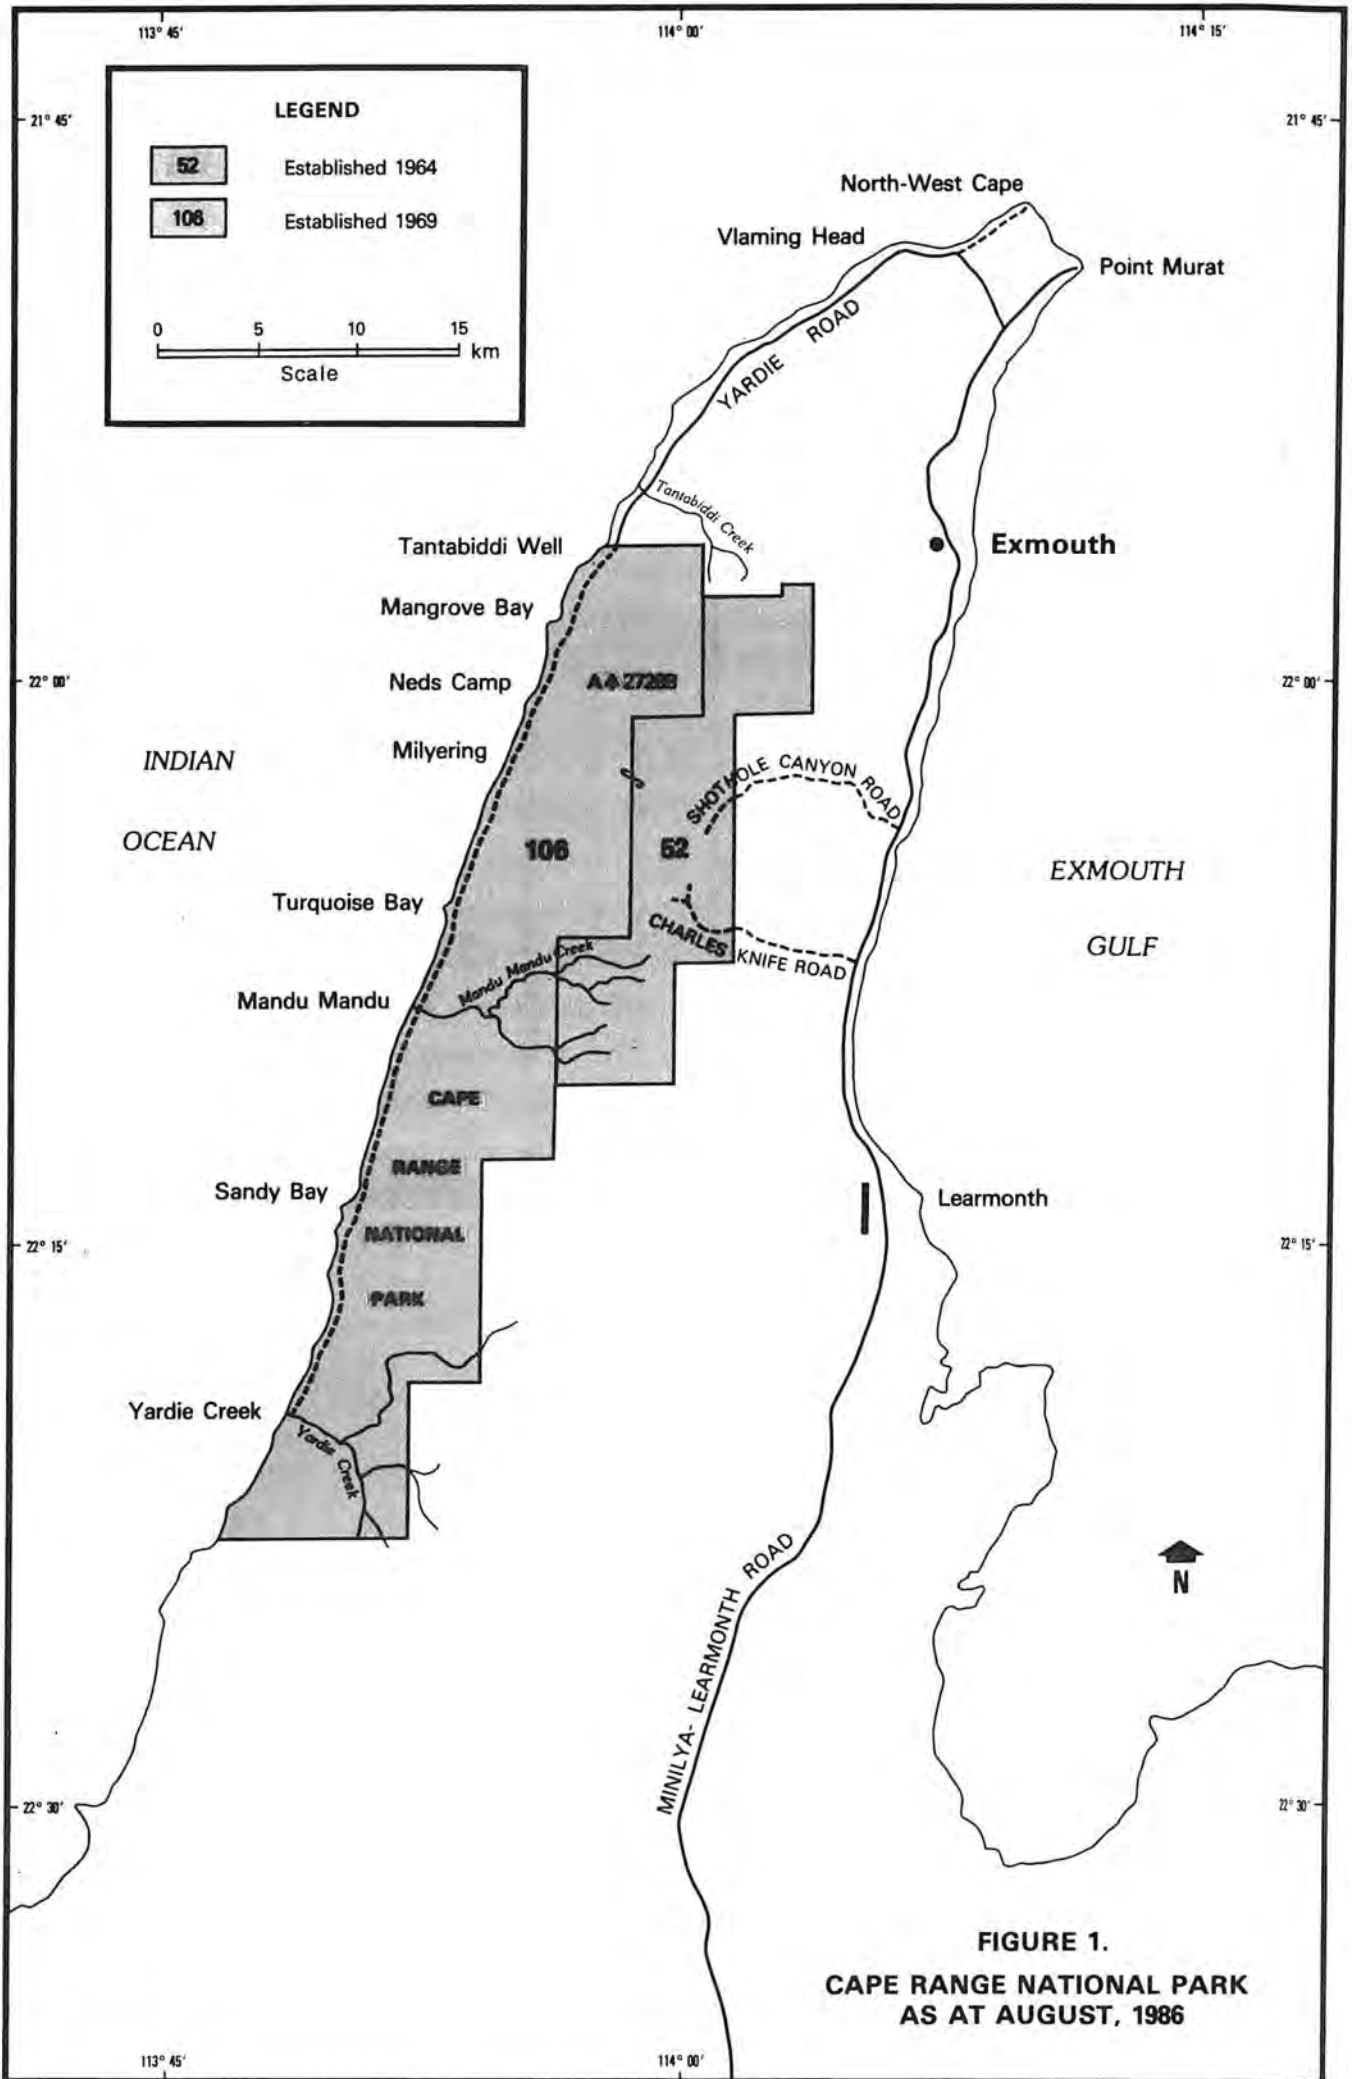 113° 45'
114° 00'
114° 15'
LEGEND
52 Established 1964
106 Established 1969
0 5 10 15 km
Scale
21° 45'
21° 45'
North-West Cape
Vlaming Head
Point Murat
YARDIE ROAD
Tantabiddi Creek
Tantabiddi Well
Exmouth
Mangrove Bay
Neds Camp
22° 00'
22° 00'
Milyering
INDIAN
OCEAN
SHOTHOLE CANYON ROAD
106
52
EXMOUTH
GULF
Turquoise Bay
CHARLES KNIFE ROAD
Mandu Mandu Creek
Mandu Mandu
CAPE
RANGE
NATIONAL
PARK
Sandy Bay
Learmonth
22° 15'
22° 15'
Yardie Creek
Yardie Creek
N
MINILYA- LEARMONTH ROAD
22° 30'
22° 30'
FIGURE 1.
CAPE RANGE NATIONAL PARK
AS AT AUGUST, 1986
113° 45'
114° 00'